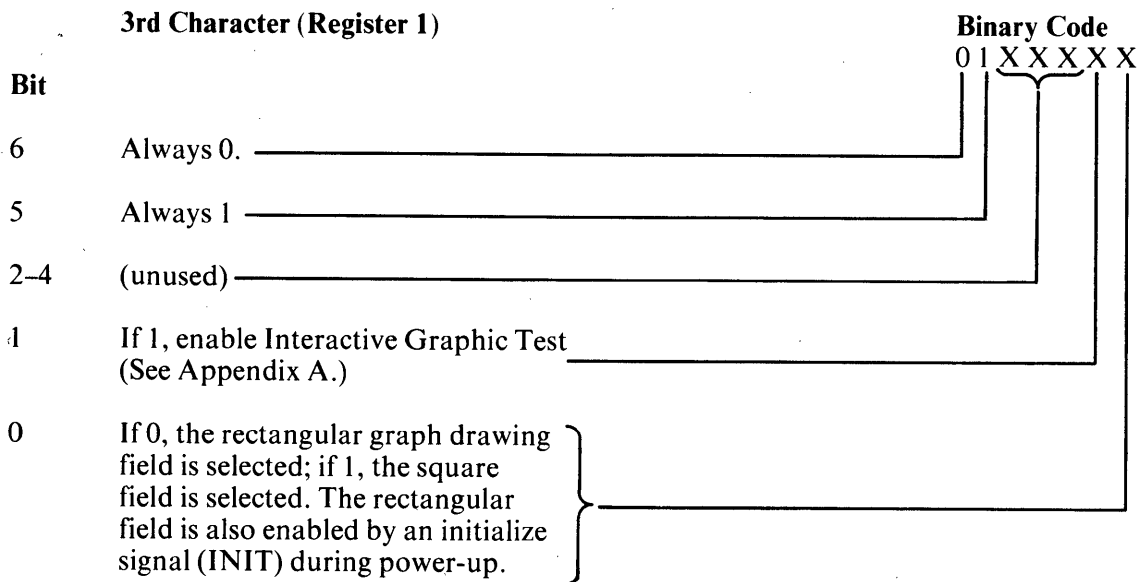 3rd Character (Register 1)
Binary Code
0 1 X X X X X
Bit
6 Always 0.
5 Always 1
2–4 (unused)
1 If 1, enable Interactive Graphic Test
(See Appendix A.)
0 If 0, the rectangular graph drawing
field is selected; if 1, the square
field is selected. The rectangular
field is also enabled by an initialize
signal (INIT) during power-up.